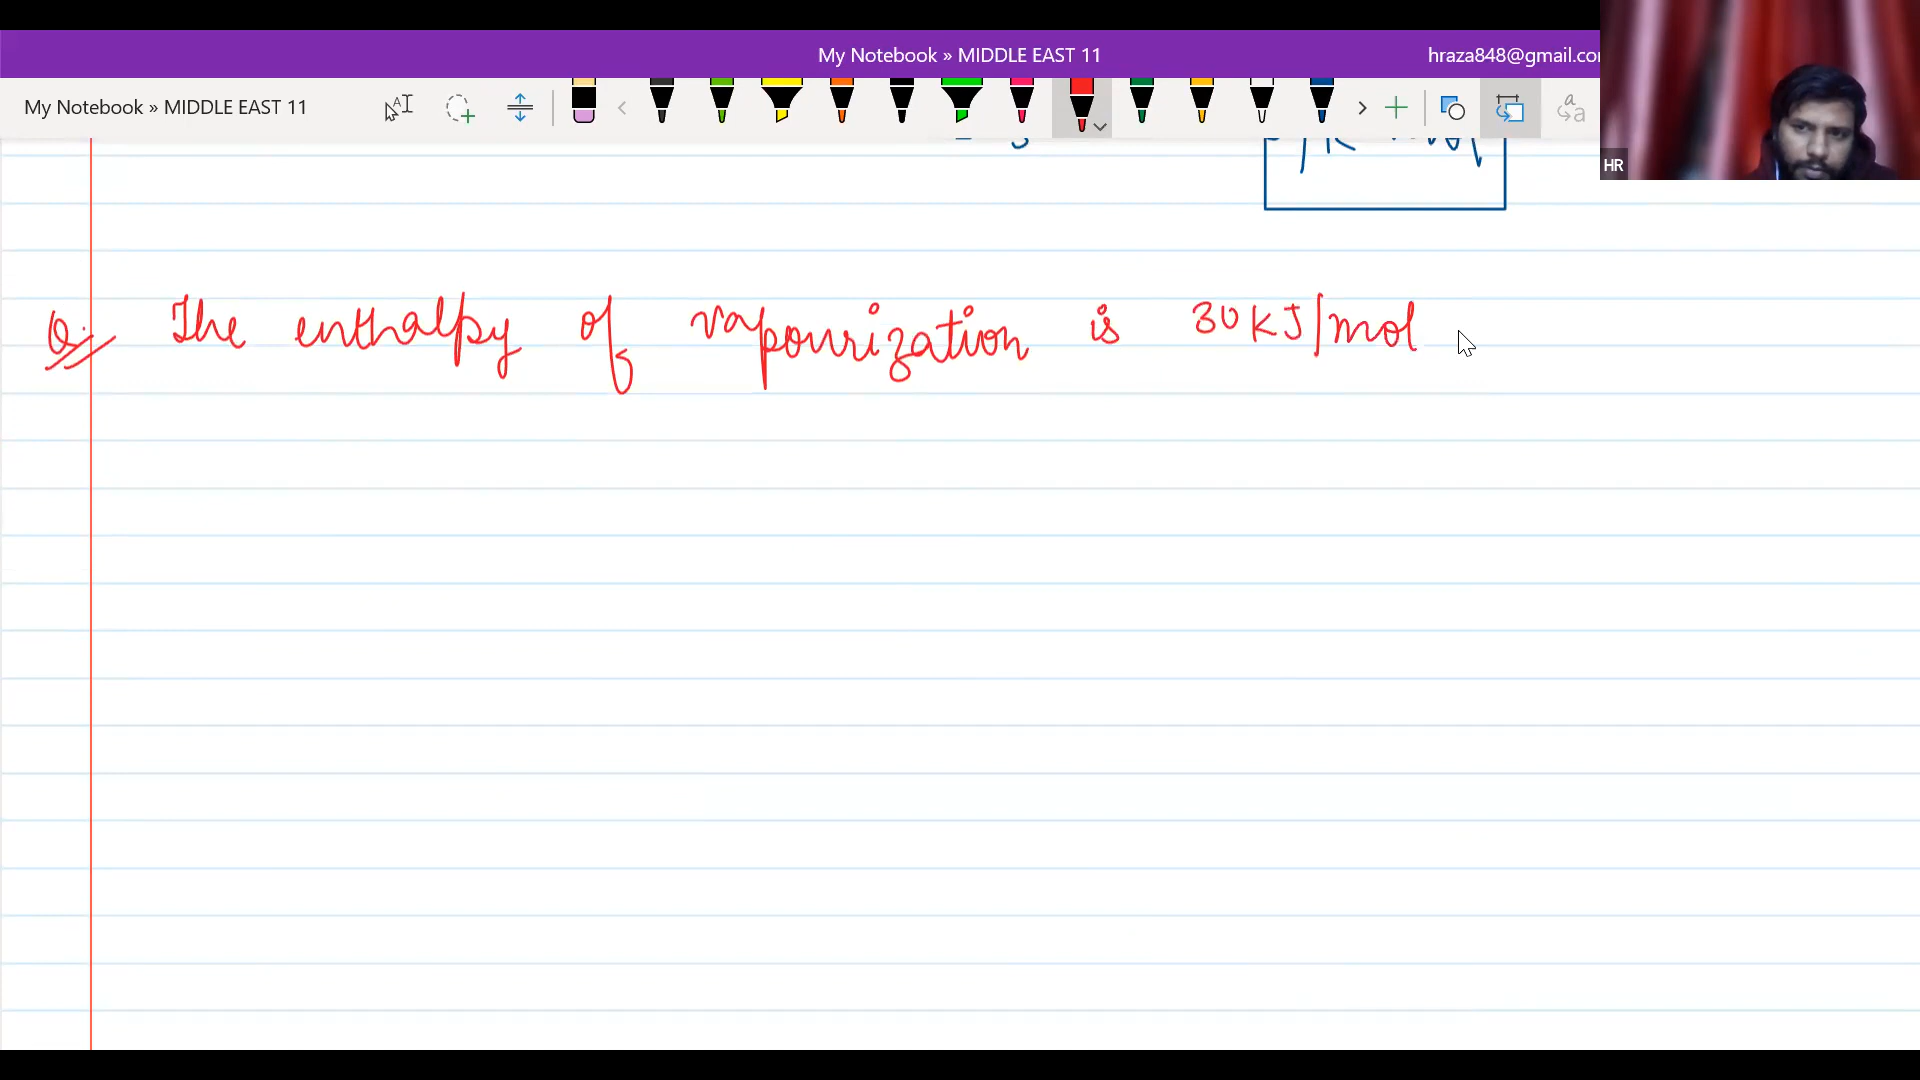 My Notebook » MIDDLE EAST 11
hraza848@gmail.co
My Notebook » MIDDLE EAST 11
HR
Q. The enthalpy of vapourization is 30 KJ/mol